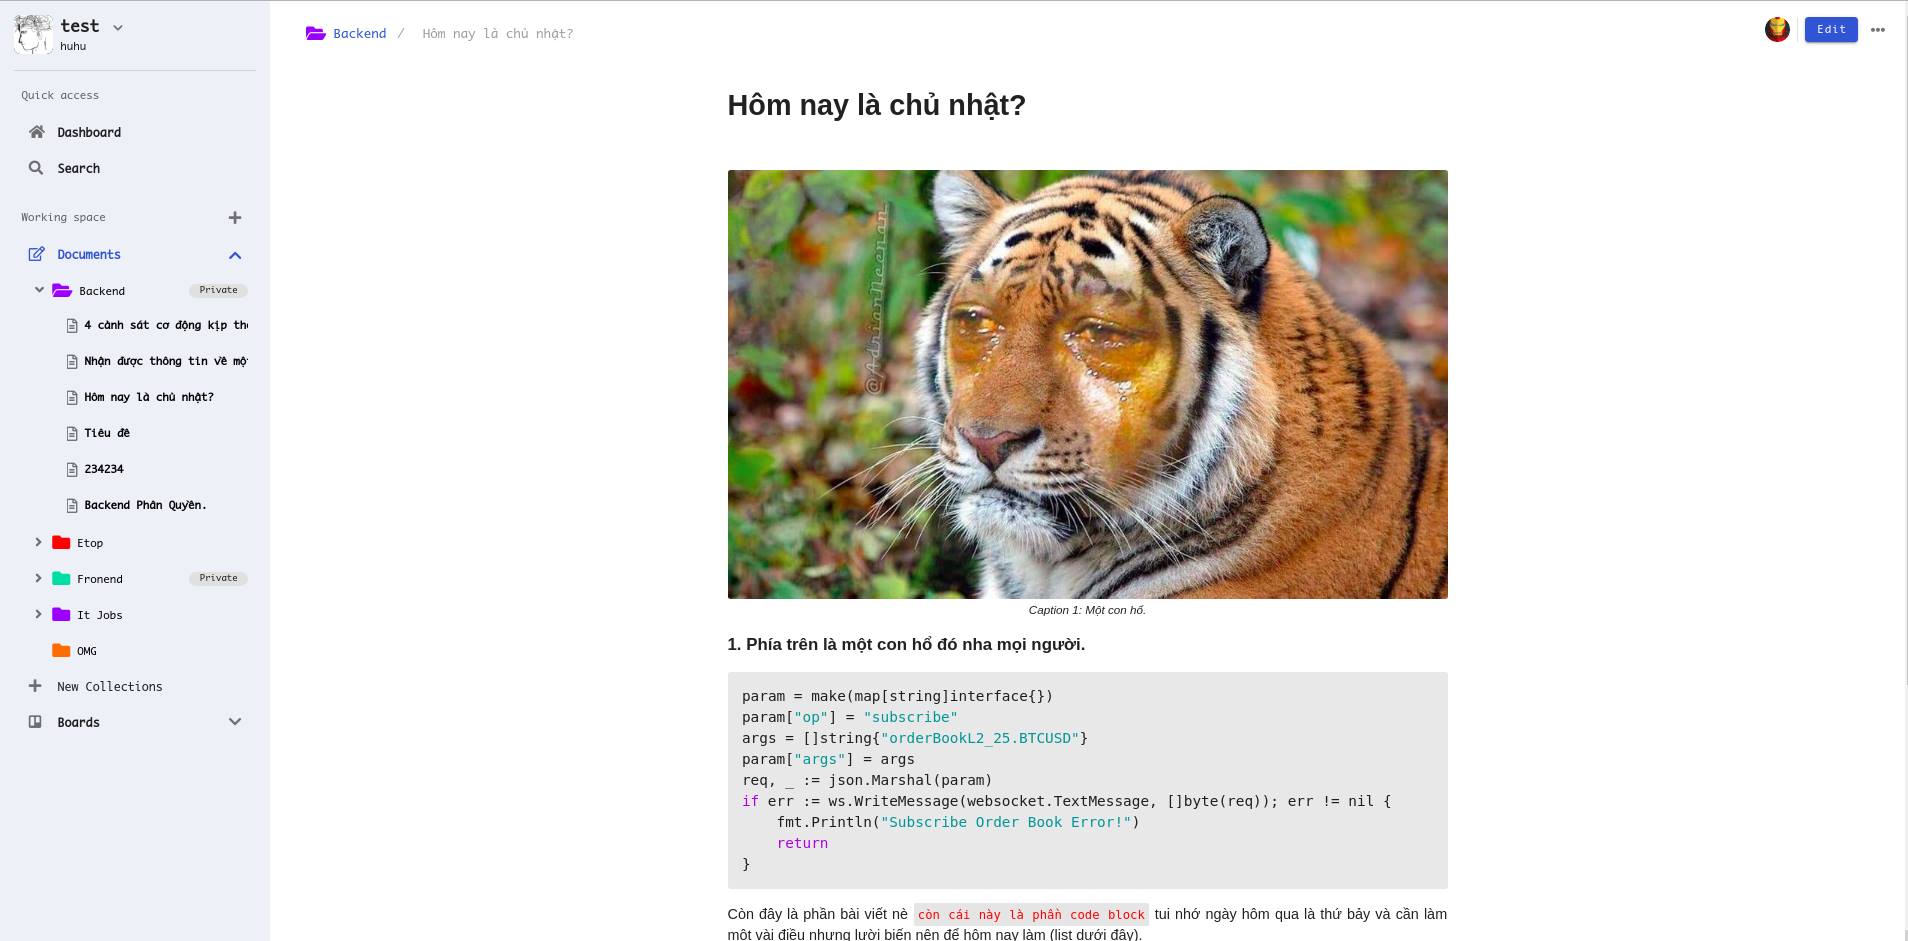 test
huhu
Quick access
Dashboard
Search
Working space
Documents
Backend Private
4 cảnh sát cơ động kịp
Nhận được thông tin về
Hôm nay là chủ nhật?
Tiêu đề
234234
Backend Phân Quyền.
Etop
Fronend Private
It Jobs
OMG
New Collections
Boards
Backend / Hôm nay là chủ nhật?
Edit
Hôm nay là chủ nhật?
@AdrianNeenan
Caption 1: Một con hổ.
1. Phía trên là một con hổ đó nha mọi người.
param = make(map[string]interface{})
param["op"] = "subscribe"
args = []string{"orderBookL2_25.BTCUSD"}
param["args"] = args
req, _ := json.Marshal(param)
if err := ws.WriteMessage(websocket.TextMessage, []byte(req)); err != nil {
    fmt.Println("Subscribe Order Book Error!")
    return
}
Còn đây là phần bài viết nè còn cái này là phần code block tui nhớ ngày hôm qua là thứ bảy và cần làm
một vài điều nhưng lười biến nên để hôm nay làm (list dưới đây).